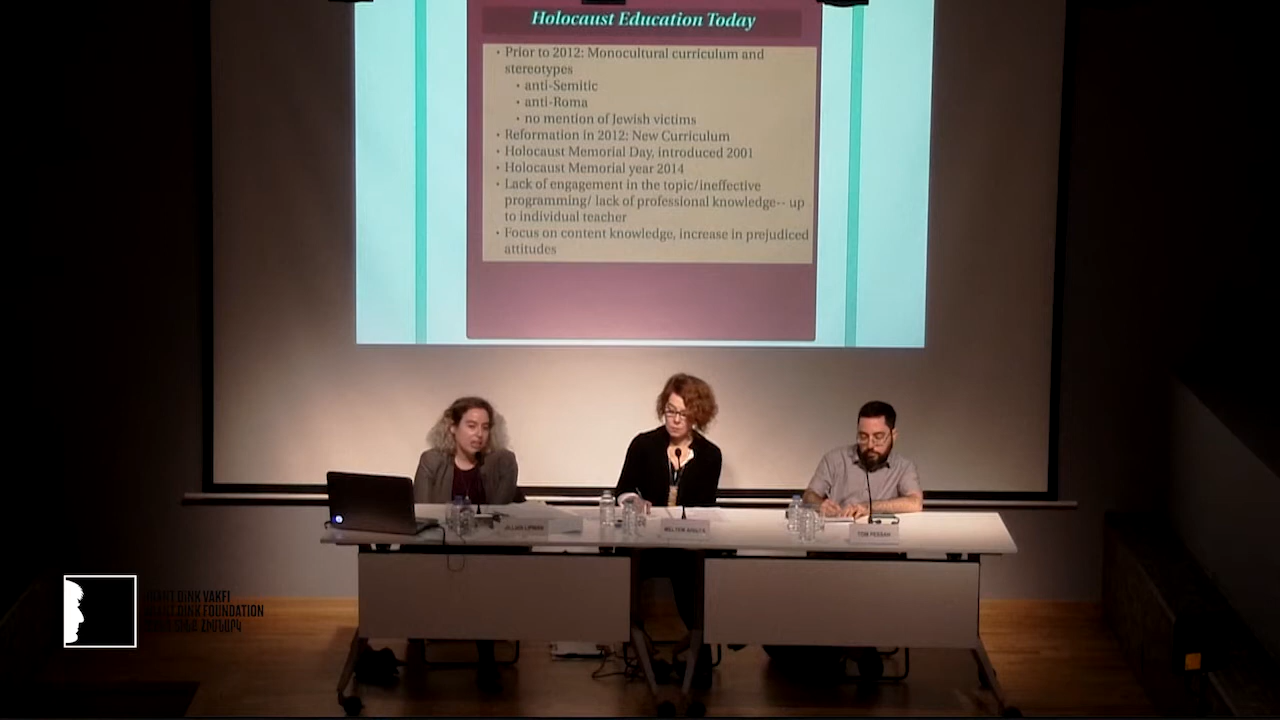 Holocaust Education Today
• Prior to 2012: Monocultural curriculum and
stereotypes
• anti-Semitic
• anti-Roma
• no mention of Jewish victims
• Reformation in 2012: New Curriculum
• Holocaust Memorial Day, introduced 2001
• Holocaust Memorial year 2014
• Lack of engagement in the topic/ineffective
programming/ lack of professional knowledge-- up
to individual teacher
• Focus on content knowledge, increase in prejudiced
attitudes
DINK VAKFI
DINK FOUNDATION